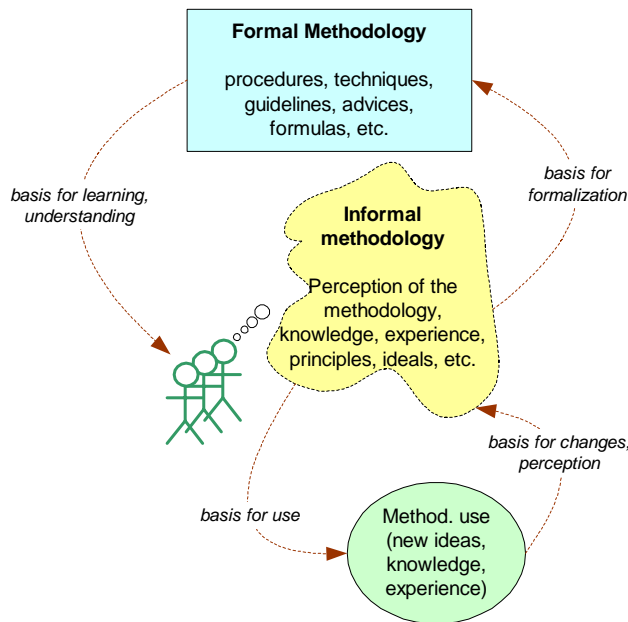 Formal Methodology
procedures, techniques,
guidelines, advices,
formulas, etc.
basis for learning,
understanding
basis for
formalization
Informal
methodology
Perception of the
methodology,
knowledge, experience,
principles, ideals, etc.
basis for changes,
perception
basis for use
Method. use
(new ideas,
knowledge,
experience)